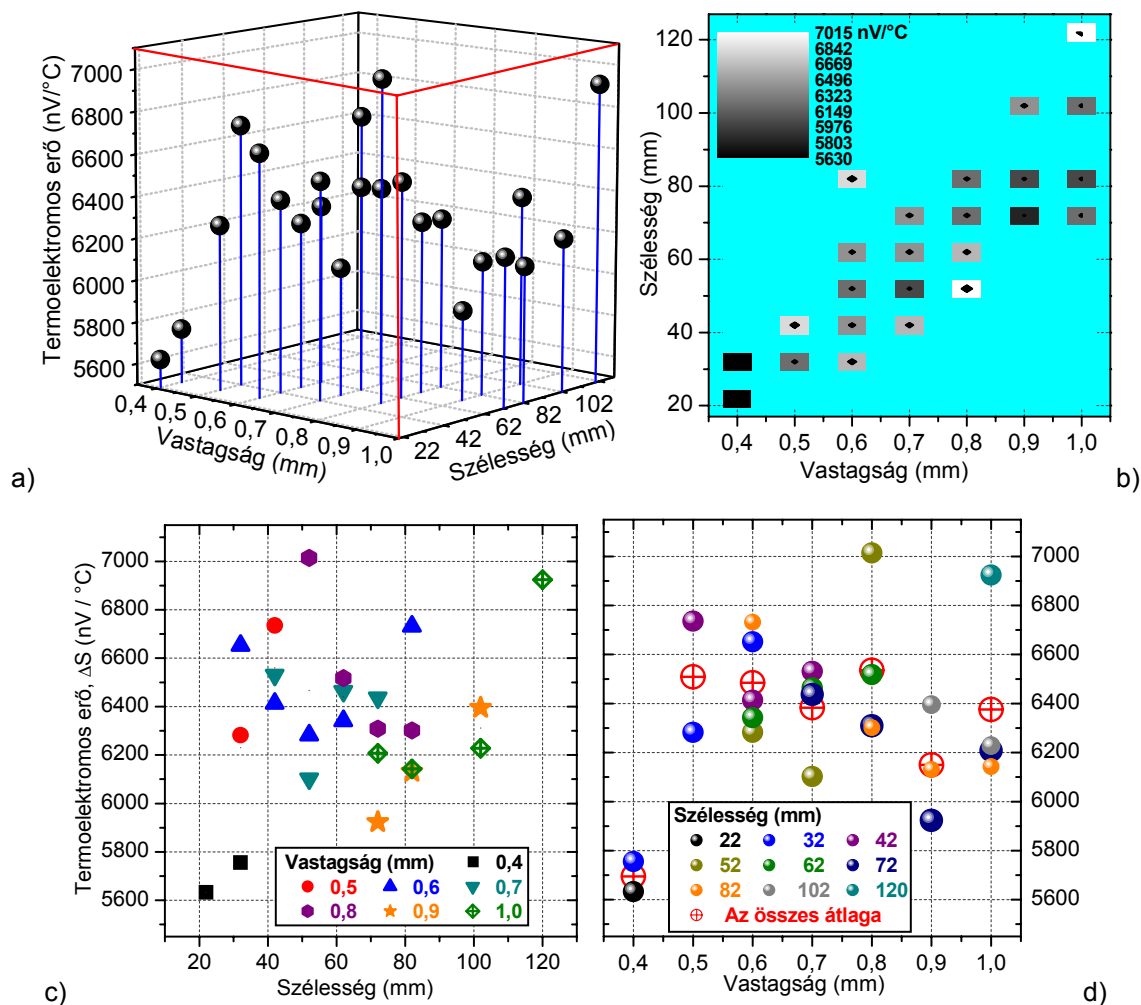 Termoelektromos erő (nV/°C)
7000
6800
6600
6400
6200
6000
5800
5600
0,4
0,5
0,6
0,7
0,8
0,9
1,0
Vastagság (mm)
22
42
62
82
102
Szélesség (mm)
a)
Szélesség (mm)
120
100
80
60
40
20
7015 nV/°C
6842
6669
6496
6323
6149
5976
5803
5630
0,4 0,5 0,6 0,7 0,8 0,9 1,0
Vastagság (mm)
b)
Termoelektromos erő, ΔS (nV / °C)
7000
6800
6600
6400
6200
6000
5800
5600
Vastagság (mm) 0,4
0,5 0,6 0,7
0,8 0,9 1,0
20 40 60 80 100 120
Szélesség (mm)
c)
7000
6800
6600
6400
6200
6000
5800
5600
Szélesség (mm)
22 32 42
52 62 72
82 102 120
Az összes átlaga
0,4 0,5 0,6 0,7 0,8 0,9 1,0
Vastagság (mm)
d)